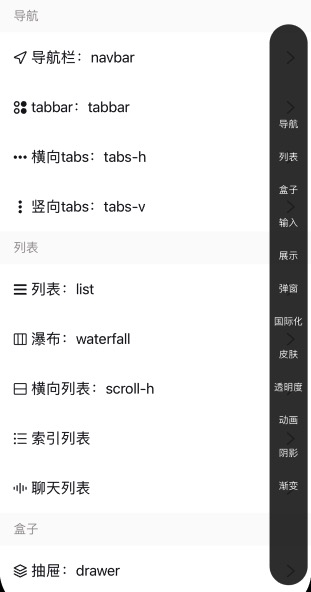 导航
导航栏：navbar
tabbar：tabbar
横向tabs：tabs-h
竖向tabs：tabs-v
列表
列表：list
瀑布：waterfall
横向列表：scroll-h
索引列表
聊天列表
盒子
抽屉：drawer
导航
列表
盒子
输入
展示
弹窗
国际化
皮肤
透明度
动画
阴影
渐变